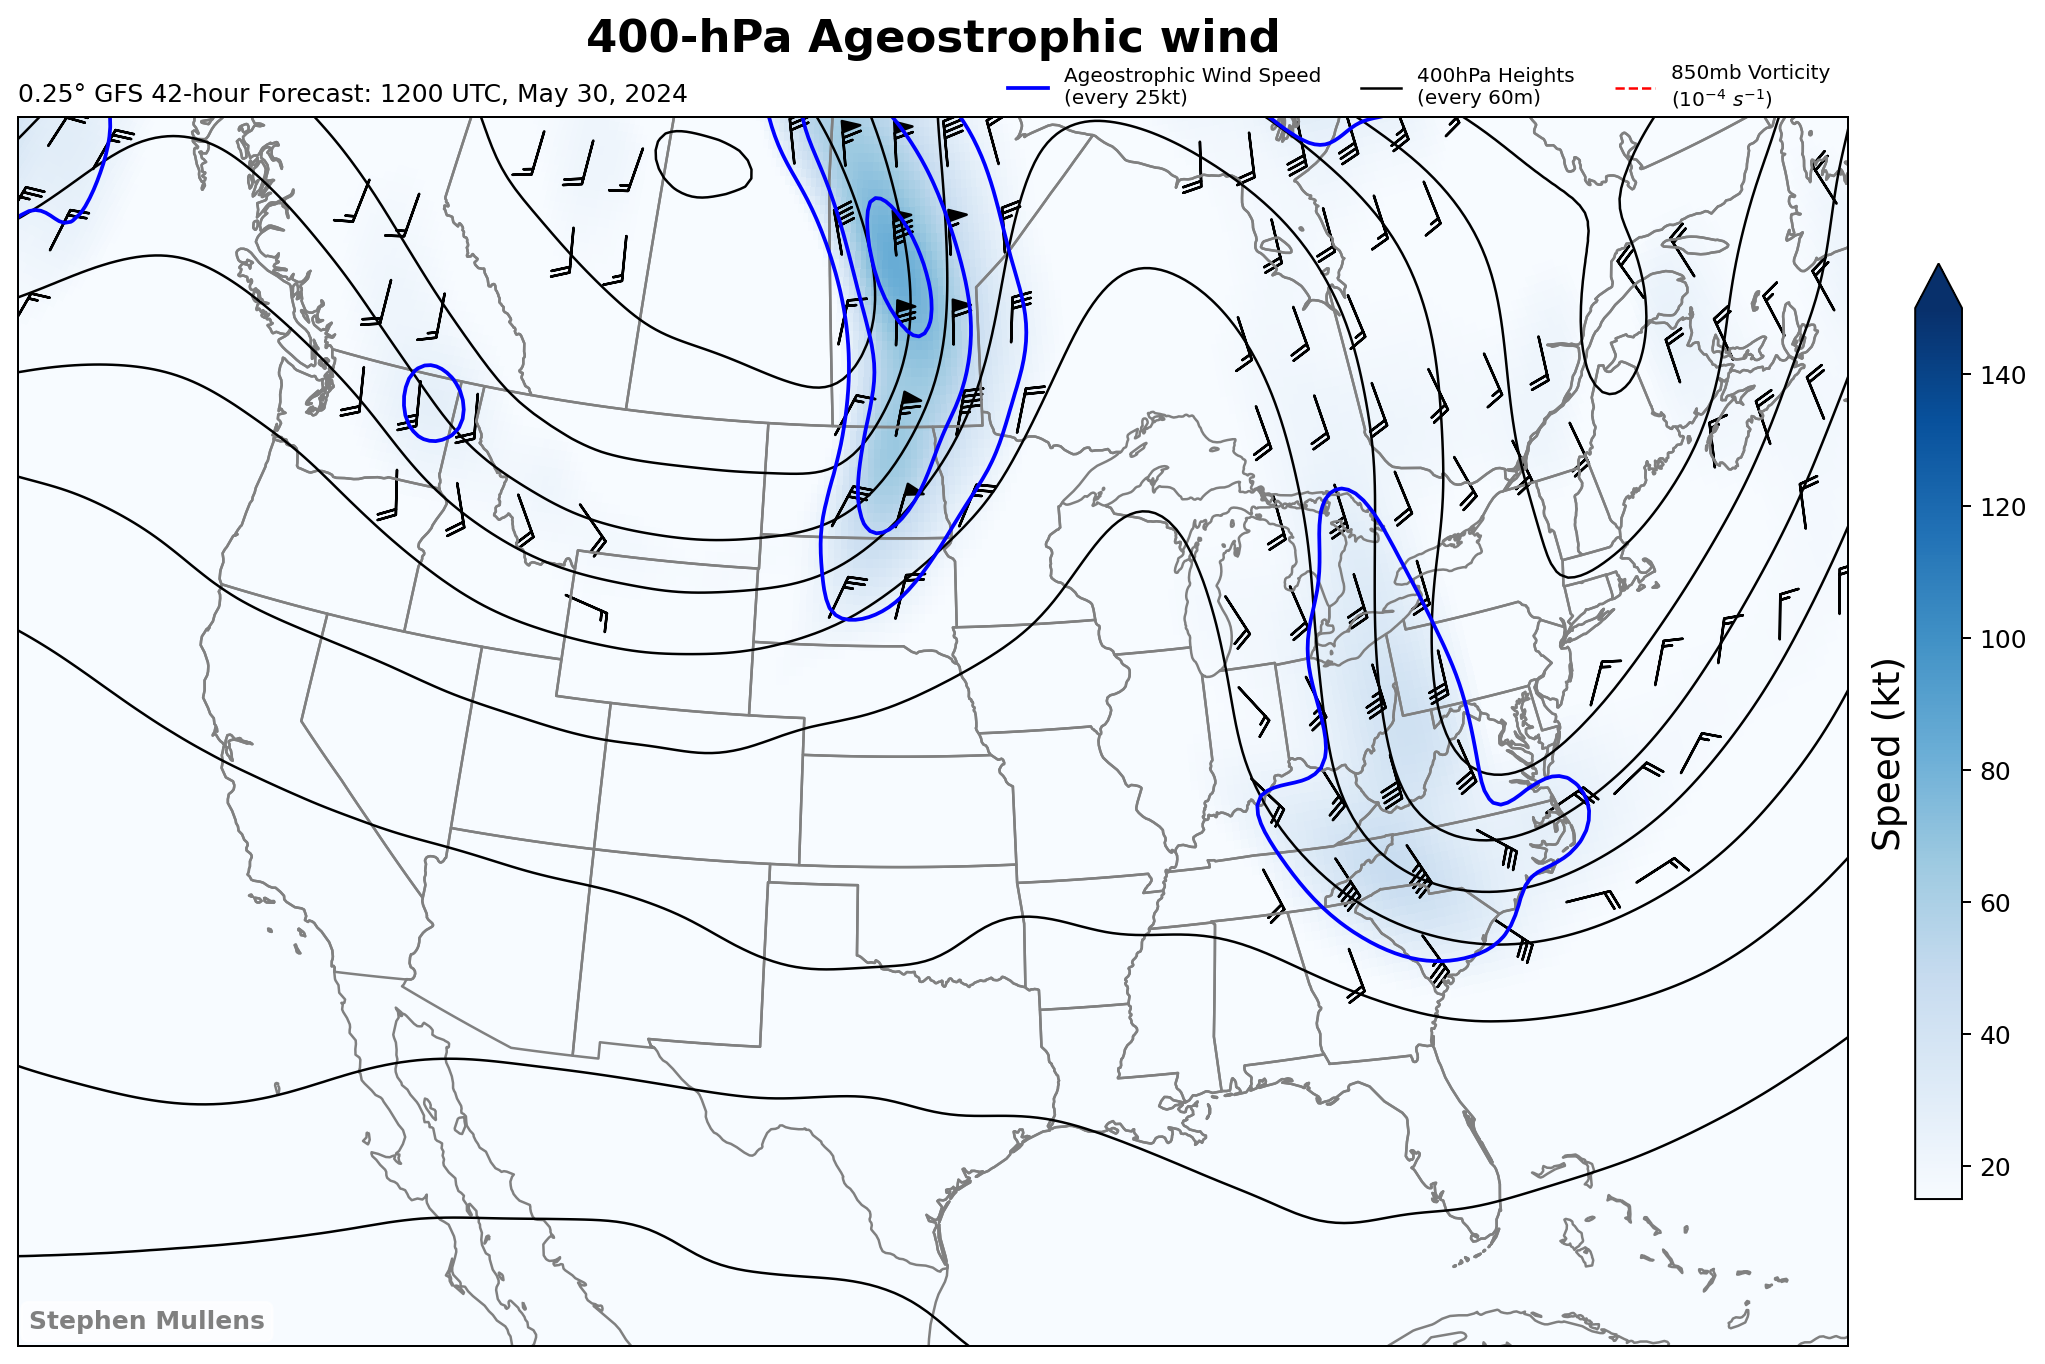 400-hPa Ageostrophic wind
0.25° GFS 42-hour Forecast: 1200 UTC, May 30, 2024
Ageostrophic Wind Speed
(every 25kt)
400hPa Heights
(every 60m)
850mb Vorticity
(10⁻⁴ s⁻¹)
140
120
100
80
60
40
20
Speed (kt)
Stephen Mullens